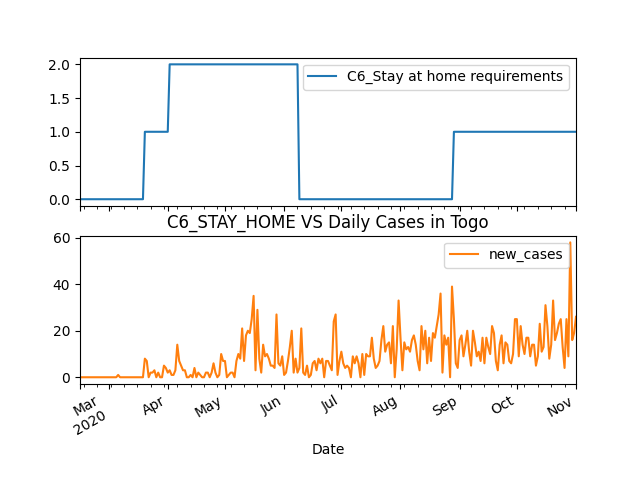 2.0
1.5
1.0
0.5
0.0
C6_Stay at home requirements
C6_STAY_HOME VS Daily Cases in Togo
60
40
20
0
new_cases
Mar
2020
Apr
May
Jun
Jul
Aug
Sep
Oct
Nov
Date